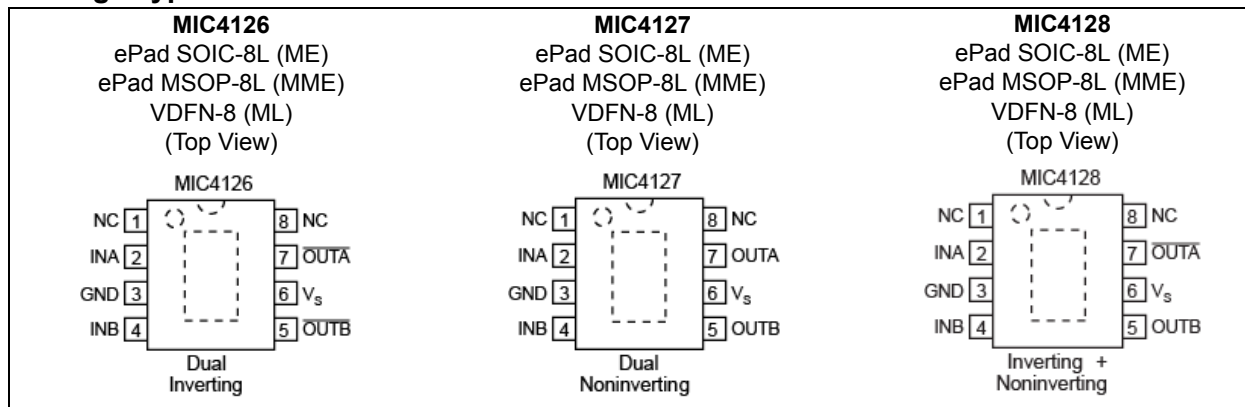 MIC4126
ePad SOIC-8L (ME)
ePad MSOP-8L (MME)
VDFN-8 (ML)
(Top View)
MIC4126
NC 1 8 NC
INA 2 7 OUTA
GND 3 6 VS
INB 4 5 OUTB
Dual
Inverting
MIC4127
ePad SOIC-8L (ME)
ePad MSOP-8L (MME)
VDFN-8 (ML)
(Top View)
MIC4127
NC 1 8 NC
INA 2 7 OUTA
GND 3 6 VS
INB 4 5 OUTB
Dual
Noninverting
MIC4128
ePad SOIC-8L (ME)
ePad MSOP-8L (MME)
VDFN-8 (ML)
(Top View)
MIC4128
NC 1 8 NC
INA 2 7 OUTA
GND 3 6 VS
INB 4 5 OUTB
Inverting +
Noninverting